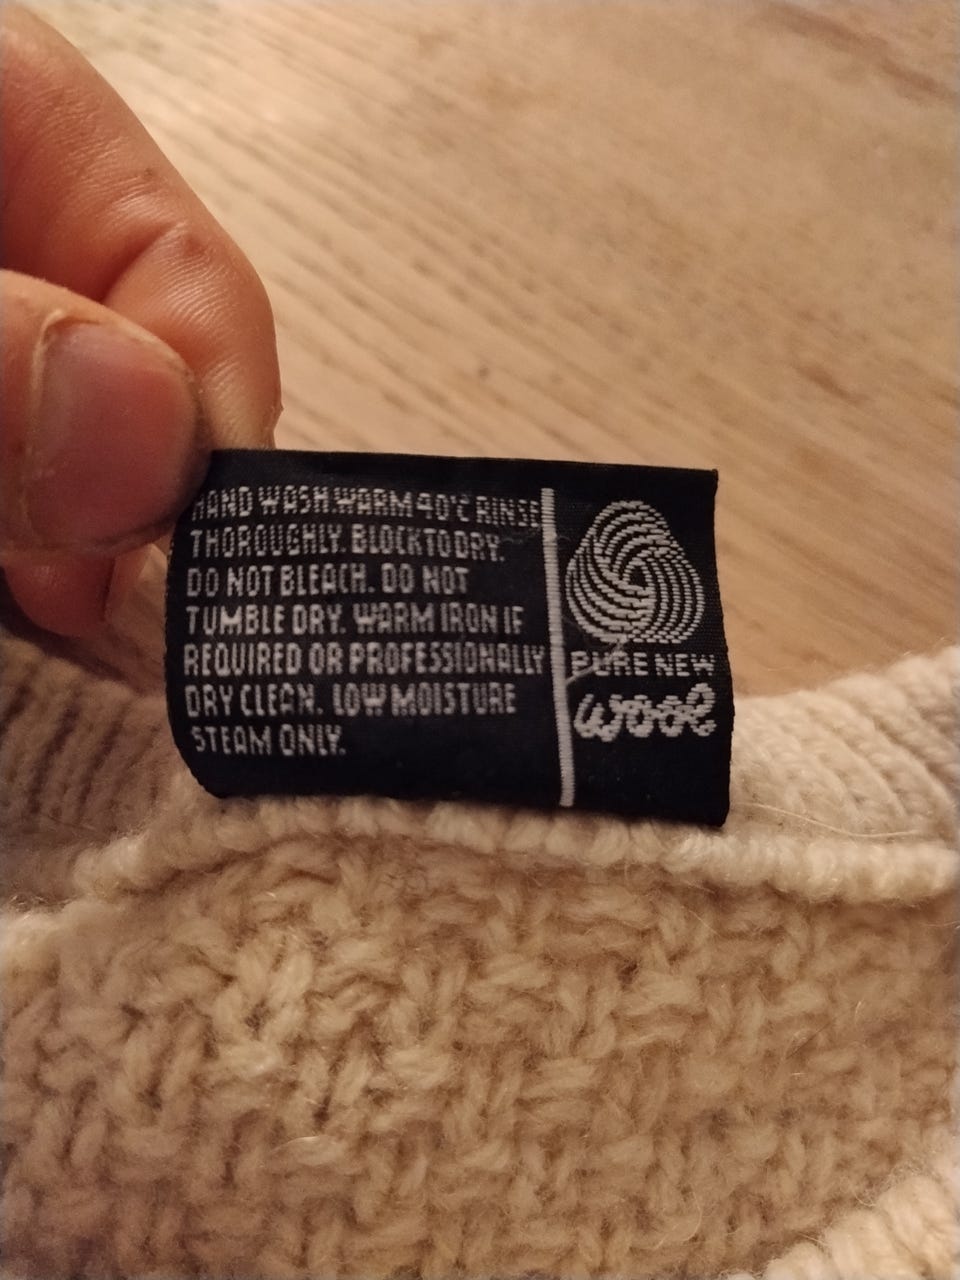 HAND WASH.WARM 40°C RINSE
THOROUGHLY. BLOCK TO DRY.
DO NOT BLEACH. DO NOT
TUMBLE DRY. WARM IRON IF
REQUIRED OR PROFESSIONALLY
DRY CLEAN. LOW MOISTURE
STEAM ONLY.
PURE NEW
wool